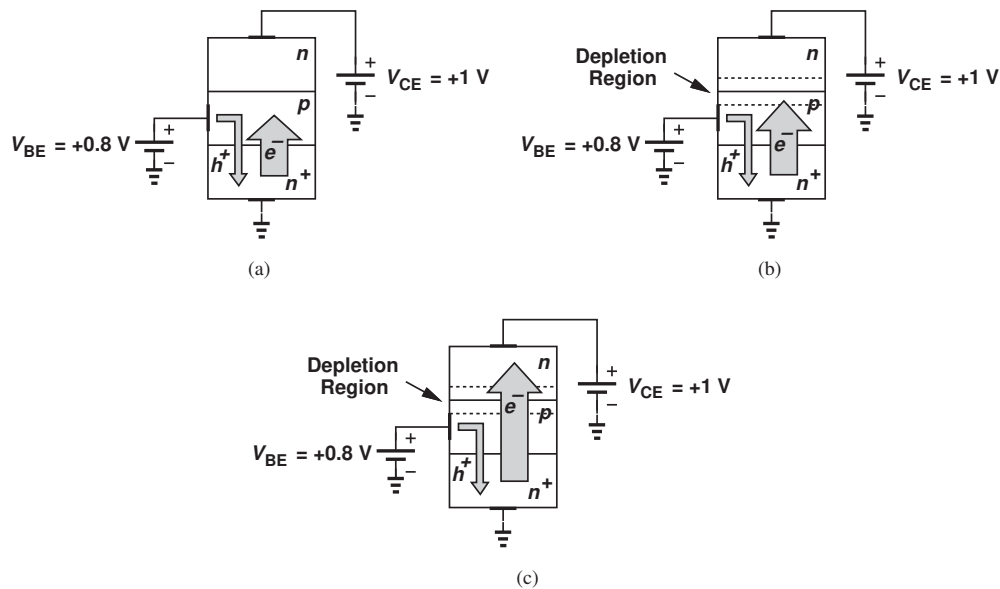 n
+
V_CE = +1 V
−
p
+
V_BE = +0.8 V
−
h+
e−
n+
(a)
Depletion
Region
n
+
V_CE = +1 V
−
p
+
V_BE = +0.8 V
−
h+
e−
n+
(b)
Depletion
Region
n
+
V_CE = +1 V
−
e−
p
+
V_BE = +0.8 V
−
h+
n+
(c)